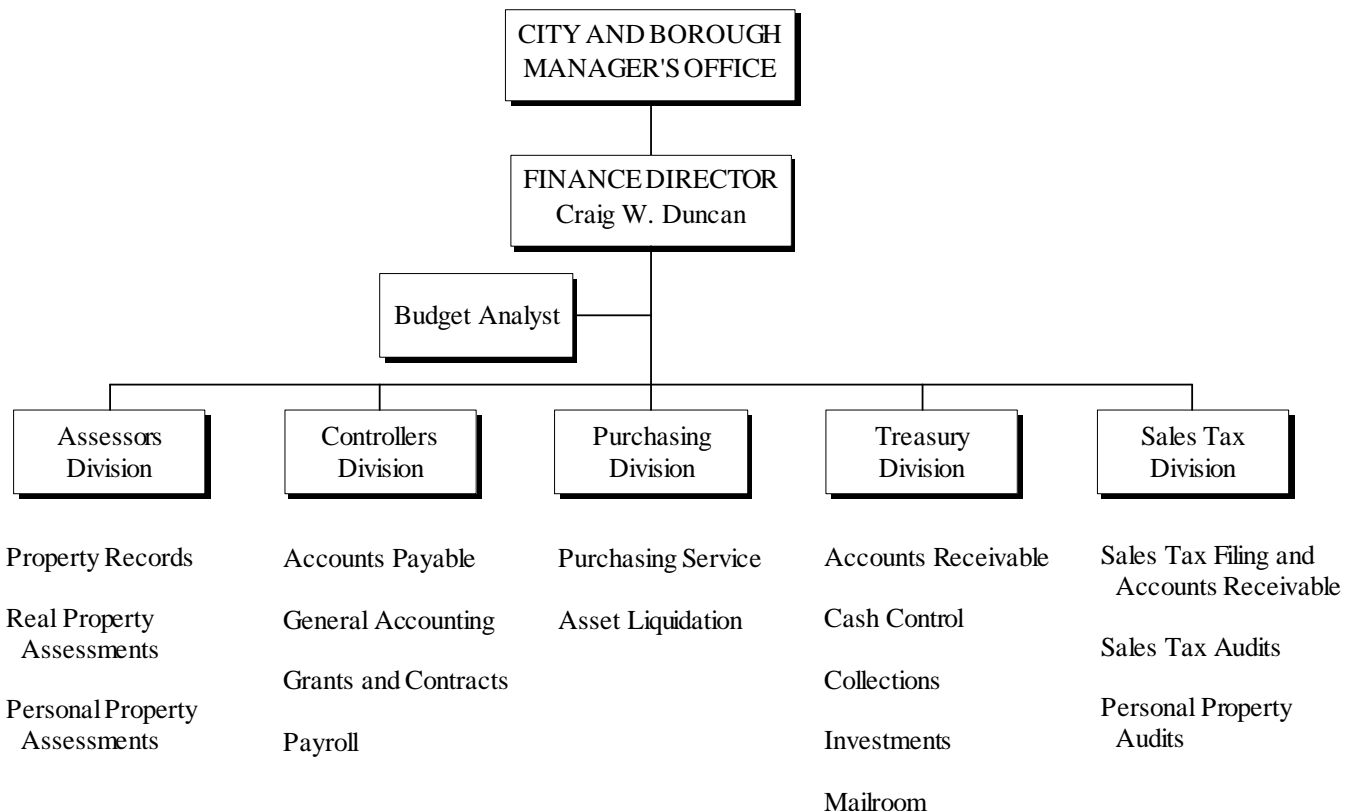 CITY AND BOROUGH
MANAGER'S OFFICE
FINANCE DIRECTOR
Craig W. Duncan
Budget Analyst
Assessors
Division
Property Records
Real Property
Assessments
Personal Property
Assessments
Controllers
Division
Accounts Payable
General Accounting
Grants and Contracts
Payroll
Purchasing
Division
Purchasing Service
Asset Liquidation
Treasury
Division
Accounts Receivable
Cash Control
Collections
Investments
Mailroom
Sales Tax
Division
Sales Tax Filing and
Accounts Receivable
Sales Tax Audits
Personal Property
Audits